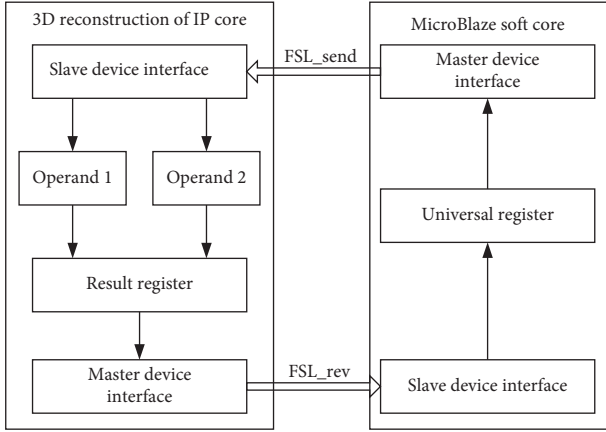 3D reconstruction of IP core
Slave device interface
Operand 1
Operand 2
Result register
Master device
interface
FSL_send
FSL_rev
MicroBlaze soft core
Master device
interface
Universal register
Slave device interface